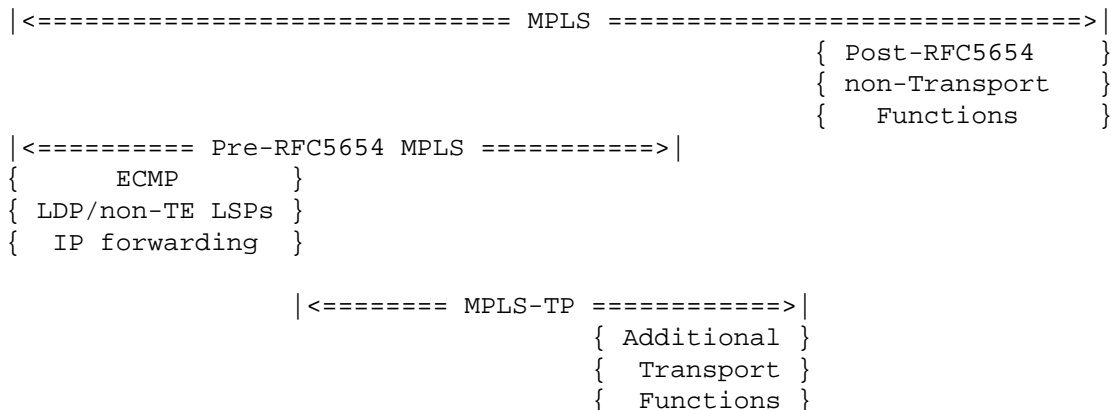 |<============================== MPLS ==============================>|
{ Post-RFC5654 }
{ non-Transport }
{ Functions }
|<========== Pre-RFC5654 MPLS ===========>|
{ ECMP }
{ LDP/non-TE LSPs }
{ IP forwarding }
|<======== MPLS-TP ============>|
{ Additional }
{ Transport }
{ Functions }